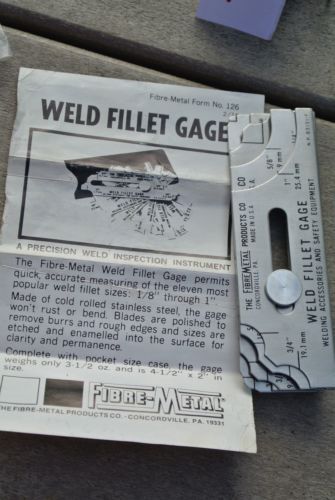 Fibre-Metal Form No. 126
WELD FILLET GAGE
A PRECISION WELD INSPECTION INSTRUMENT
The Fibre-Metal Weld Fillet Gage permits
quick, accurate measuring of the eleven most
popular weld fillet sizes: 1/8" through 1".
Made of cold rolled stainless steel, the gage
won't rust or bend. Blades are polished to
remove burrs and rough edges and sizes are
etched and enamelled into the surface for
clarity and permanence.
Complete with pocket size case, the gage
weighs only 3-1/2 oz. and is 4-1/2" x 2" in
size.
FIBRE-METAL
THE FIBRE-METAL PRODUCTS CO. - CONCORDVILLE, PA. 19331
THE FIBRE METAL PRODUCTS CO
CONCORDVILLE, PA.
MADE IN U.S.A.
WELD FILLET GAGE
WELDING ACCESSORIES AND SAFETY EQUIPMENT
5/8"
1"
25.4 mm
3/4"
19.1 mm